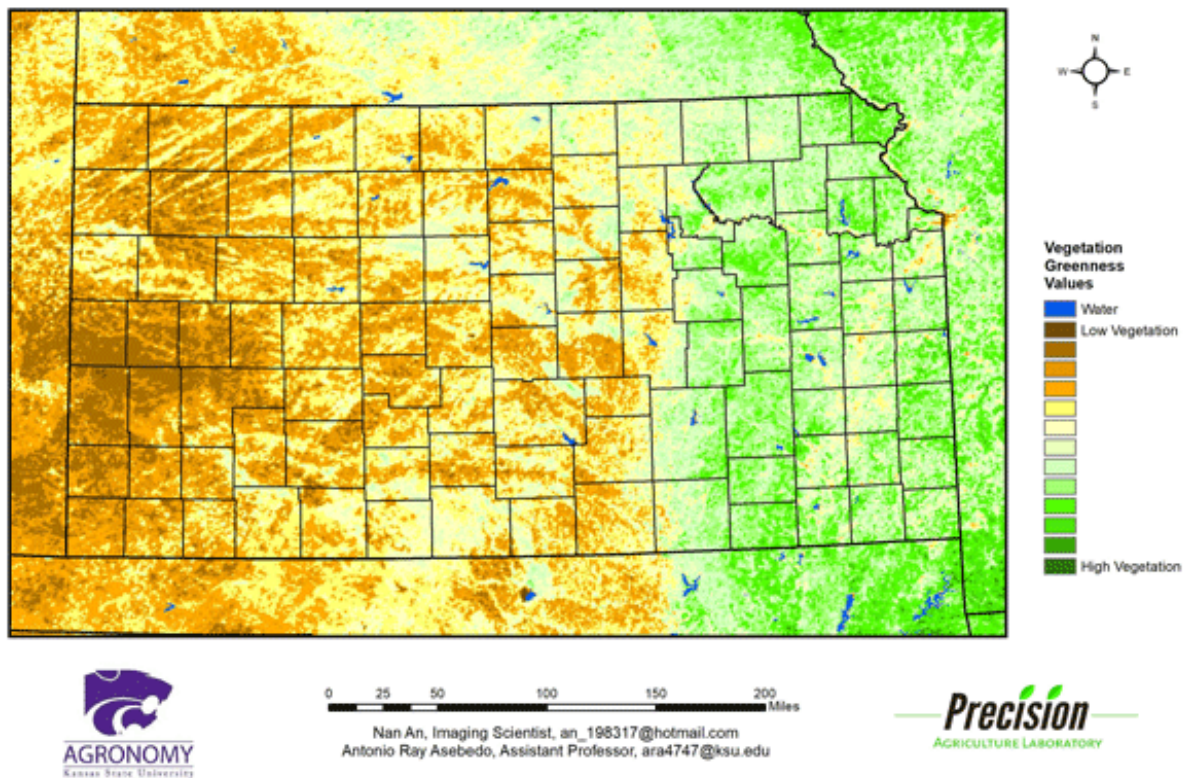 N
W E
S
Vegetation
Greenness
Values
Water
Low Vegetation
High Vegetation
0 25 50 100 150 200
Miles
Nan An, Imaging Scientist, an_198317@hotmail.com
Antonio Ray Asebedo, Assistant Professor, ara4747@ksu.edu
AGRONOMY
Kansas State University
Precision
AGRICULTURE LABORATORY